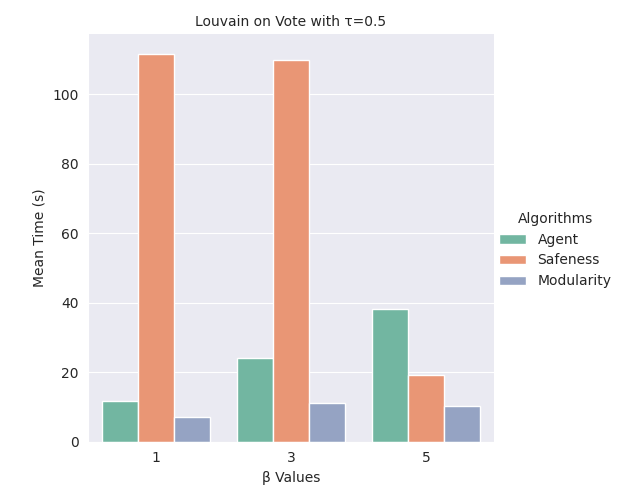 Louvain on Vote with τ=0.5
100
80
60
40
20
0
Mean Time (s)
1
3
5
β Values
Algorithms
Agent
Safeness
Modularity